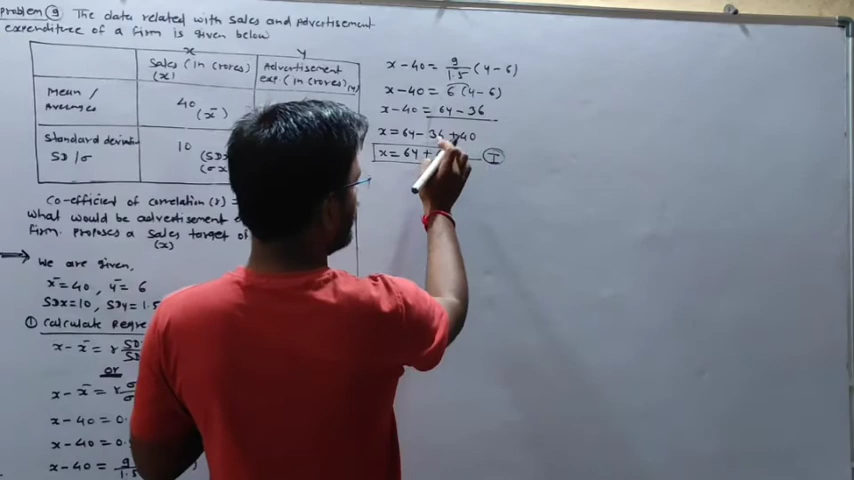 Problem ⑨ The data related with sales and Advertisement
expenditure of a firm is given below
x y
Sales (in crores) (x) Advertisement exp (in crores) (y)
Mean / Averages 40 (x̄)
Standard deviation SD / σ 10 (SD (σx
Co-efficient of correlation (r)
what would be advertisement
firm proposes a sales target of
(x)
→ We are given,
x̄ = 40, ȳ = 6
SDx = 10, SDy = 1.5
① Calculate Regre
x - x̄ = r SD
or
x - x̄ = r σ
x - 40 = 0.
x - 40 = 0.
x - 40 = 9/1.5
x - 40 = 9/1.5 (y - 6)
x - 40 = 6 (y - 6)
x - 40 = 6y - 36
x = 6y - 36 + 40
x = 6y + Ⓘ